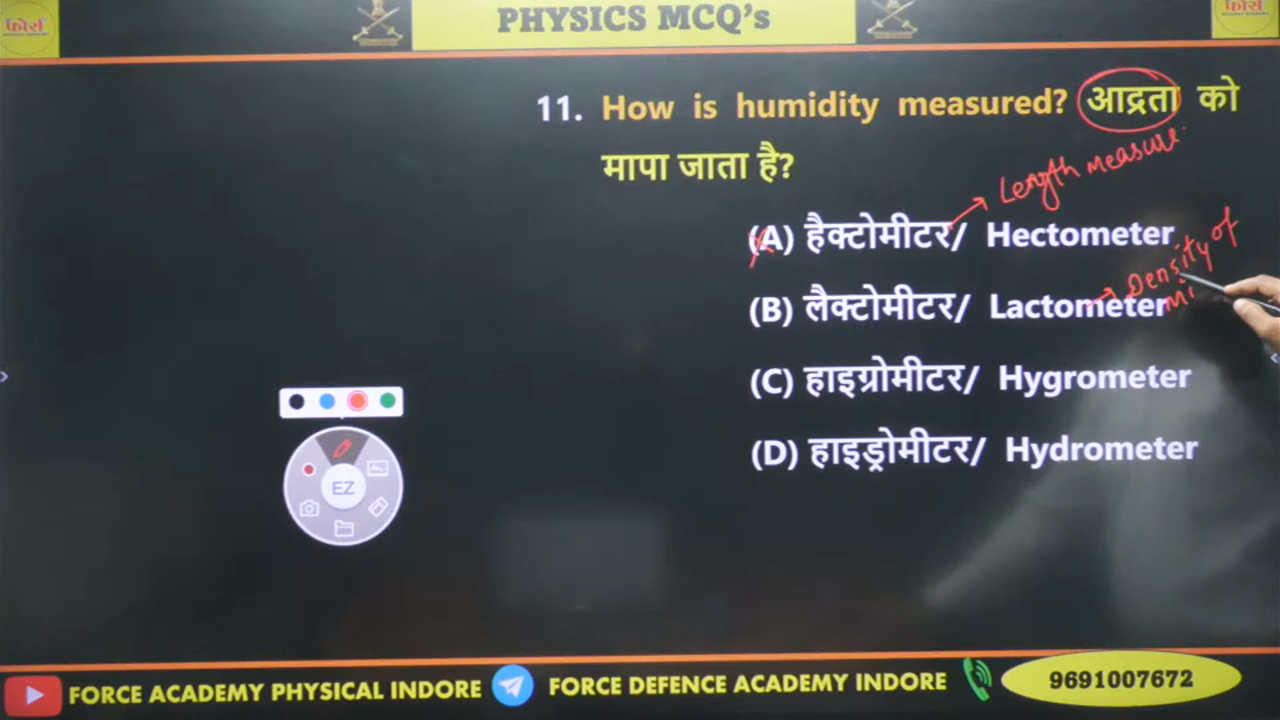 फोर्स
PHYSICS MCQ's
फोर्स
11. How is humidity measured? आद्रता को
मापा जाता है?
Length measure
(A) हैक्टोमीटर/ Hectometer
Density of
Mi
(B) लैक्टोमीटर/ Lactometer
(C) हाइग्रोमीटर/ Hygrometer
(D) हाइड्रोमीटर/ Hydrometer
EZ
FORCE ACADEMY PHYSICAL INDORE
FORCE DEFENCE ACADEMY INDORE
9691007672